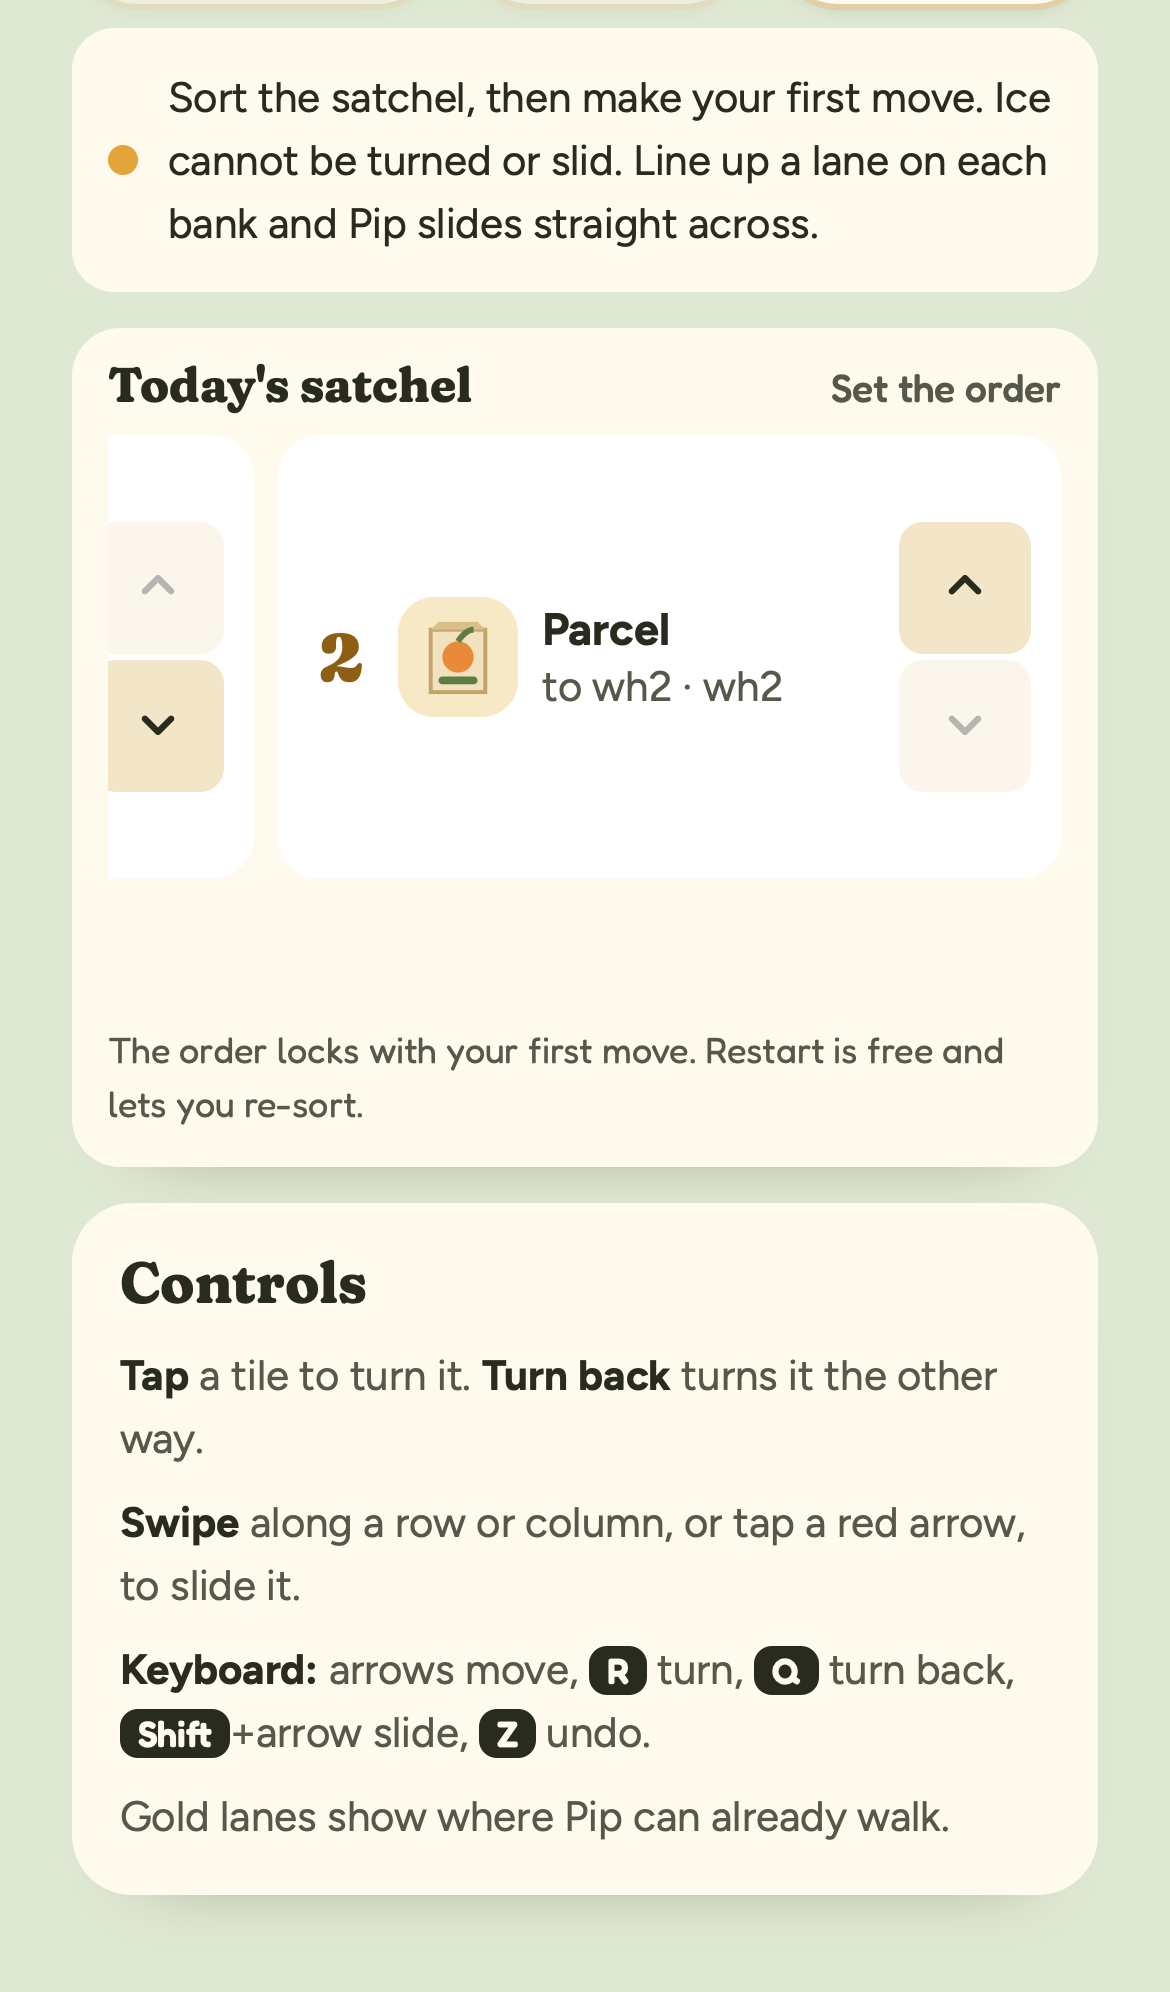 Sort the satchel, then make your first move. Ice
cannot be turned or slid. Line up a lane on each
bank and Pip slides straight across.
Today's satchel
Set the order
2
Parcel
to wh2 · wh2
The order locks with your first move. Restart is free and
lets you re-sort.
Controls
Tap a tile to turn it. Turn back turns it the other
way.
Swipe along a row or column, or tap a red arrow,
to slide it.
Keyboard: arrows move, R turn, Q turn back,
Shift+arrow slide, Z undo.
Gold lanes show where Pip can already walk.